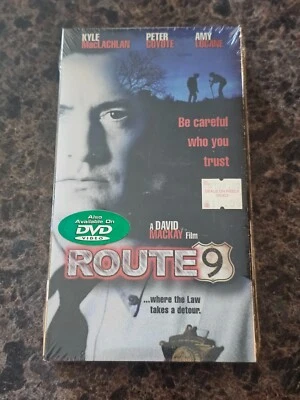 KYLE PETER AMY
MacLACHLAN COYOTE LOCANE
Be careful
who you
trust
Also
Available On
DVD
VIDEO
A DAVID
MACKAY Film
ROUTE 9
...where the Law
takes a detour.